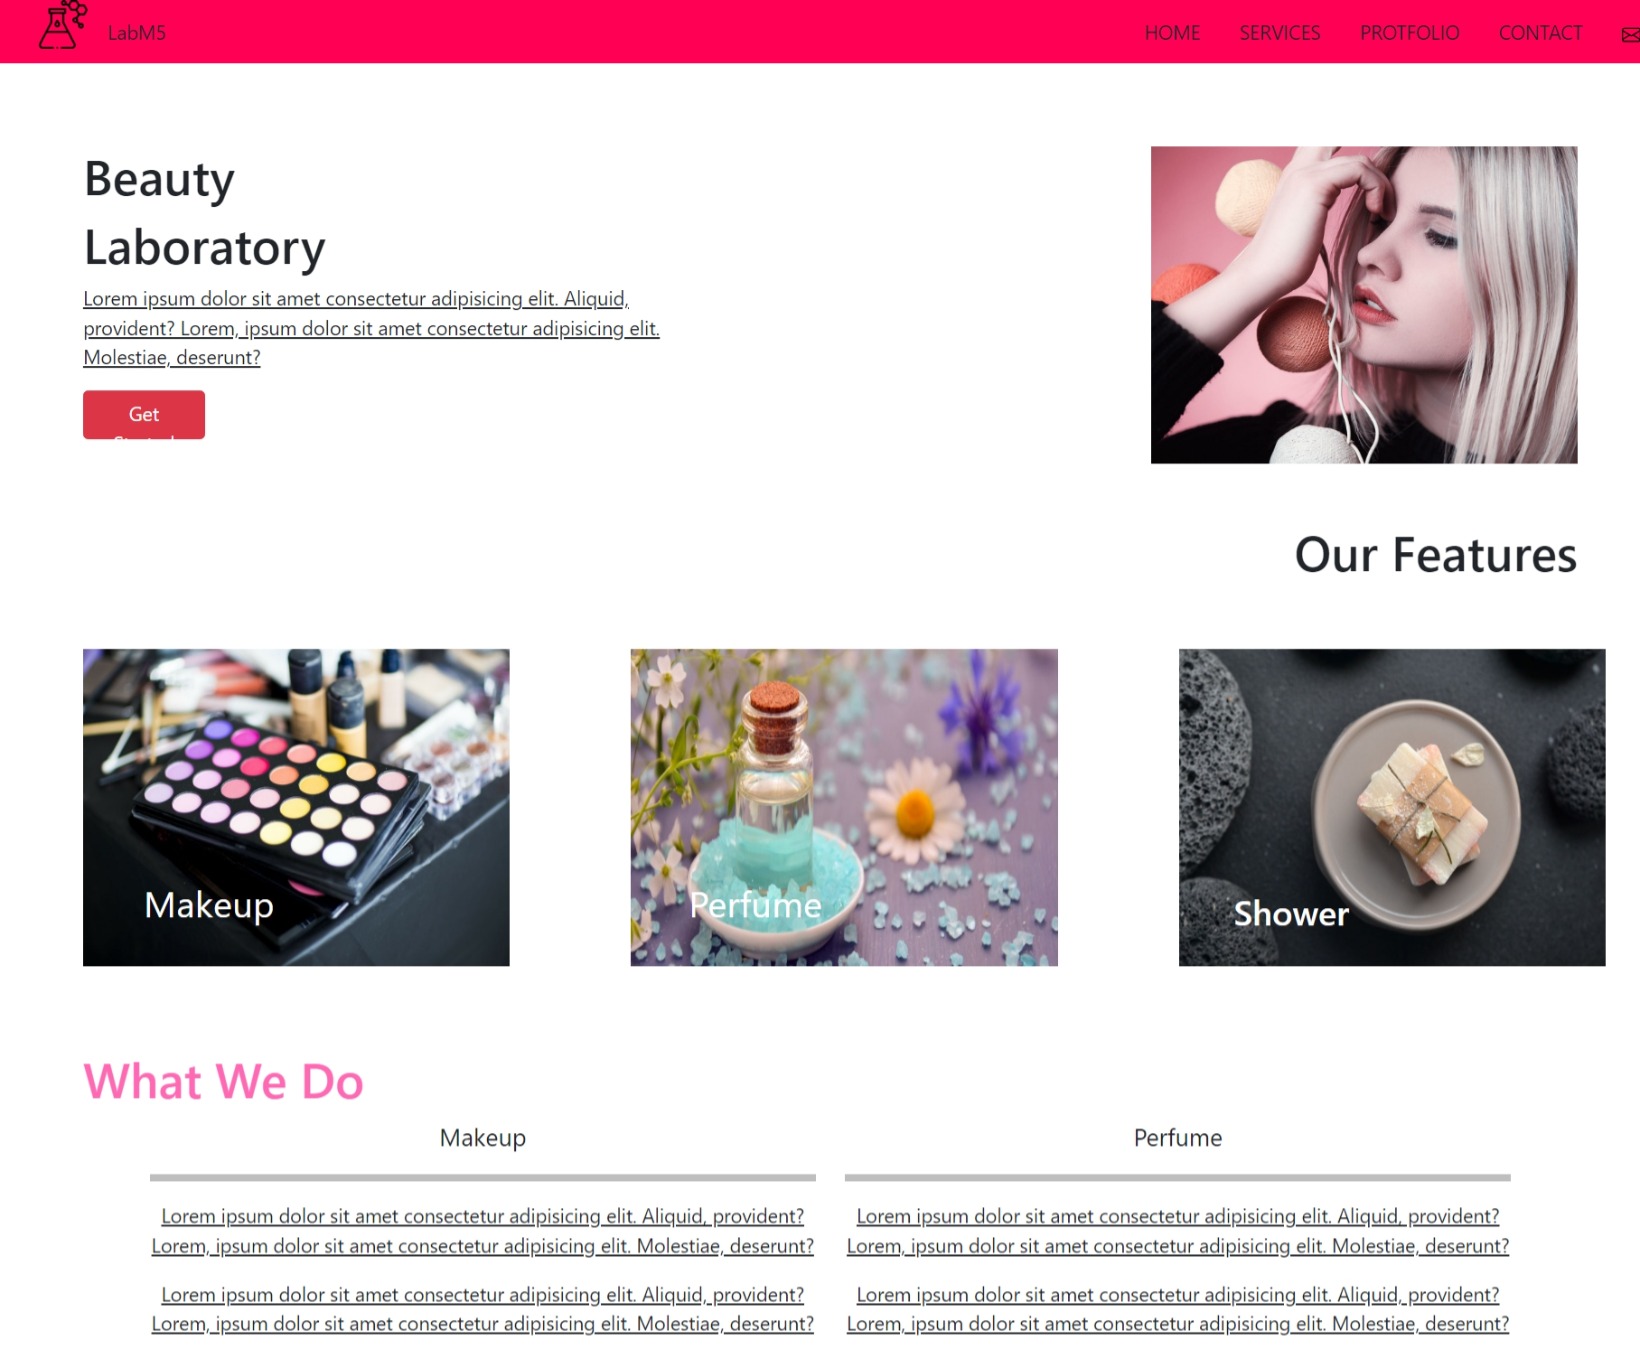 LabM5
HOME SERVICES PROTFOLIO CONTACT
Beauty
Laboratory
Lorem ipsum dolor sit amet consectetur adipisicing elit. Aliquid,
provident? Lorem, ipsum dolor sit amet consectetur adipisicing elit.
Molestiae, deserunt?
Get
Our Features
Makeup
Perfume
Shower
What We Do
Makeup
Perfume
Lorem ipsum dolor sit amet consectetur adipisicing elit. Aliquid, provident?
Lorem, ipsum dolor sit amet consectetur adipisicing elit. Molestiae, deserunt?
Lorem ipsum dolor sit amet consectetur adipisicing elit. Aliquid, provident?
Lorem, ipsum dolor sit amet consectetur adipisicing elit. Molestiae, deserunt?
Lorem ipsum dolor sit amet consectetur adipisicing elit. Aliquid, provident?
Lorem, ipsum dolor sit amet consectetur adipisicing elit. Molestiae, deserunt?
Lorem ipsum dolor sit amet consectetur adipisicing elit. Aliquid, provident?
Lorem, ipsum dolor sit amet consectetur adipisicing elit. Molestiae, deserunt?